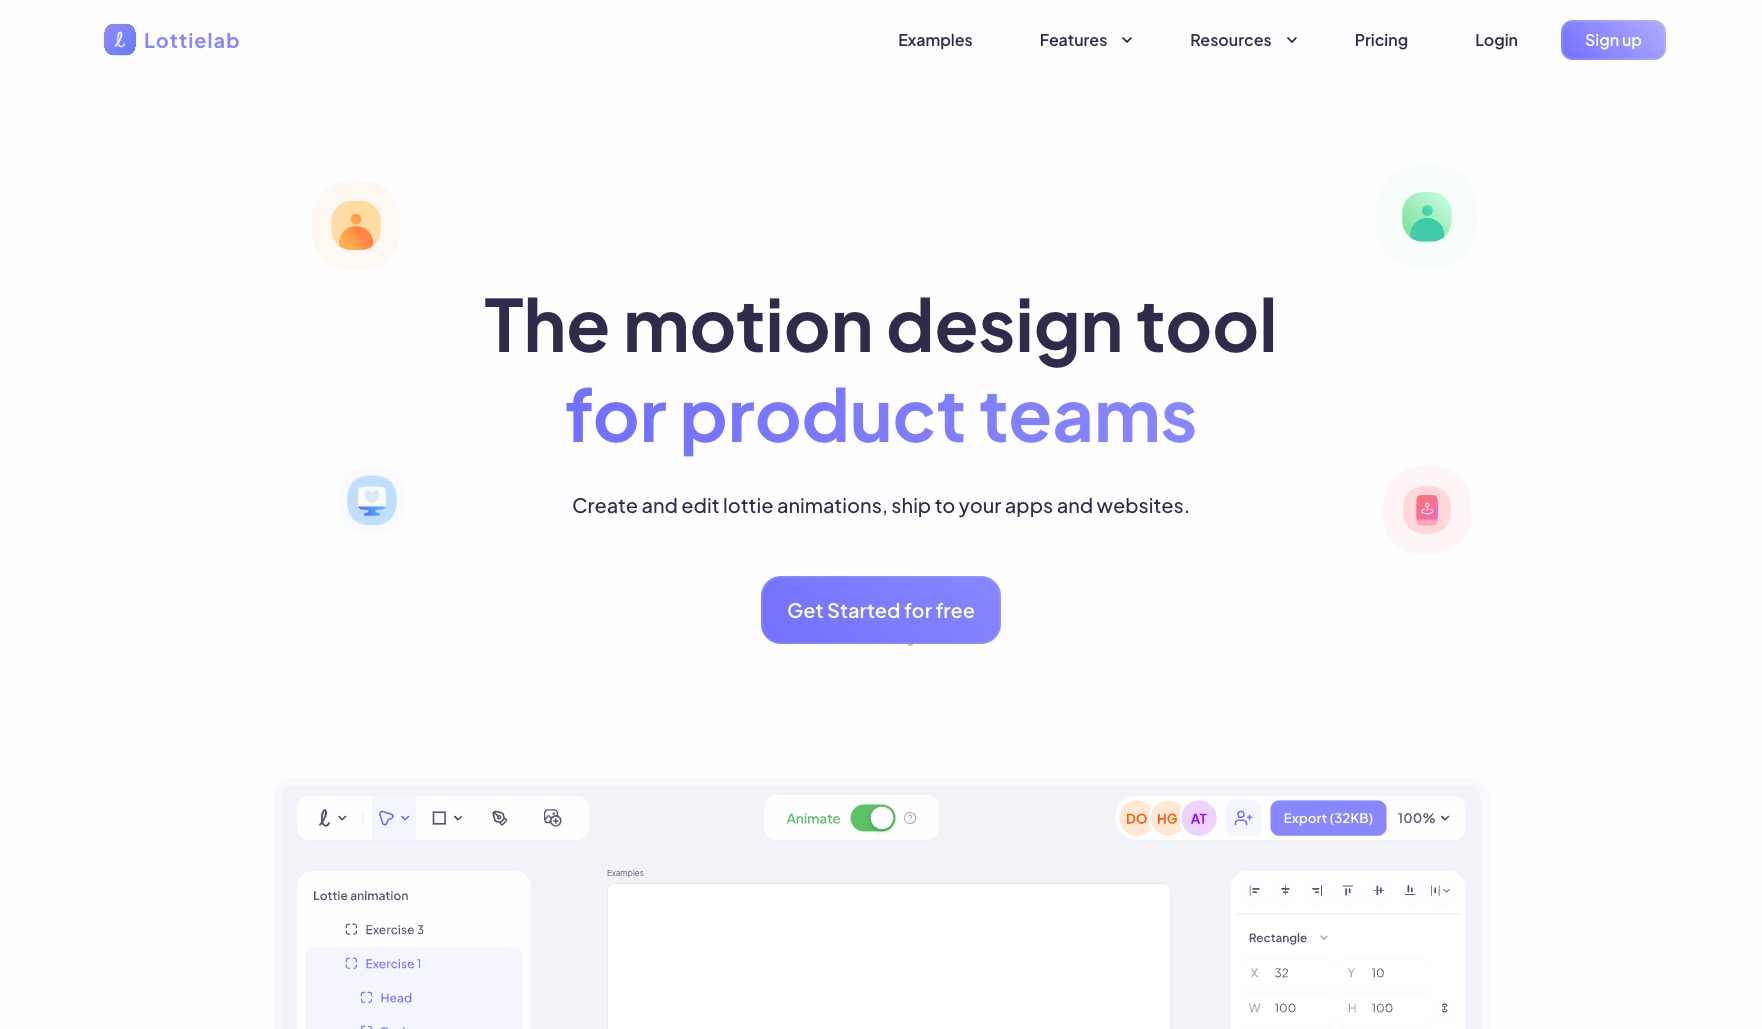 Lottielab
Examples
Features
Resources
Pricing
Login
Sign up
The motion design tool
for product teams
Create and edit lottie animations, ship to your apps and websites.
Get Started for free
Animate
DO HG AT
Export (32KB)
100%
Lottie animation
Exercise 3
Exercise 1
Head
Examples
Rectangle
X 32 Y 10
W 100 H 100